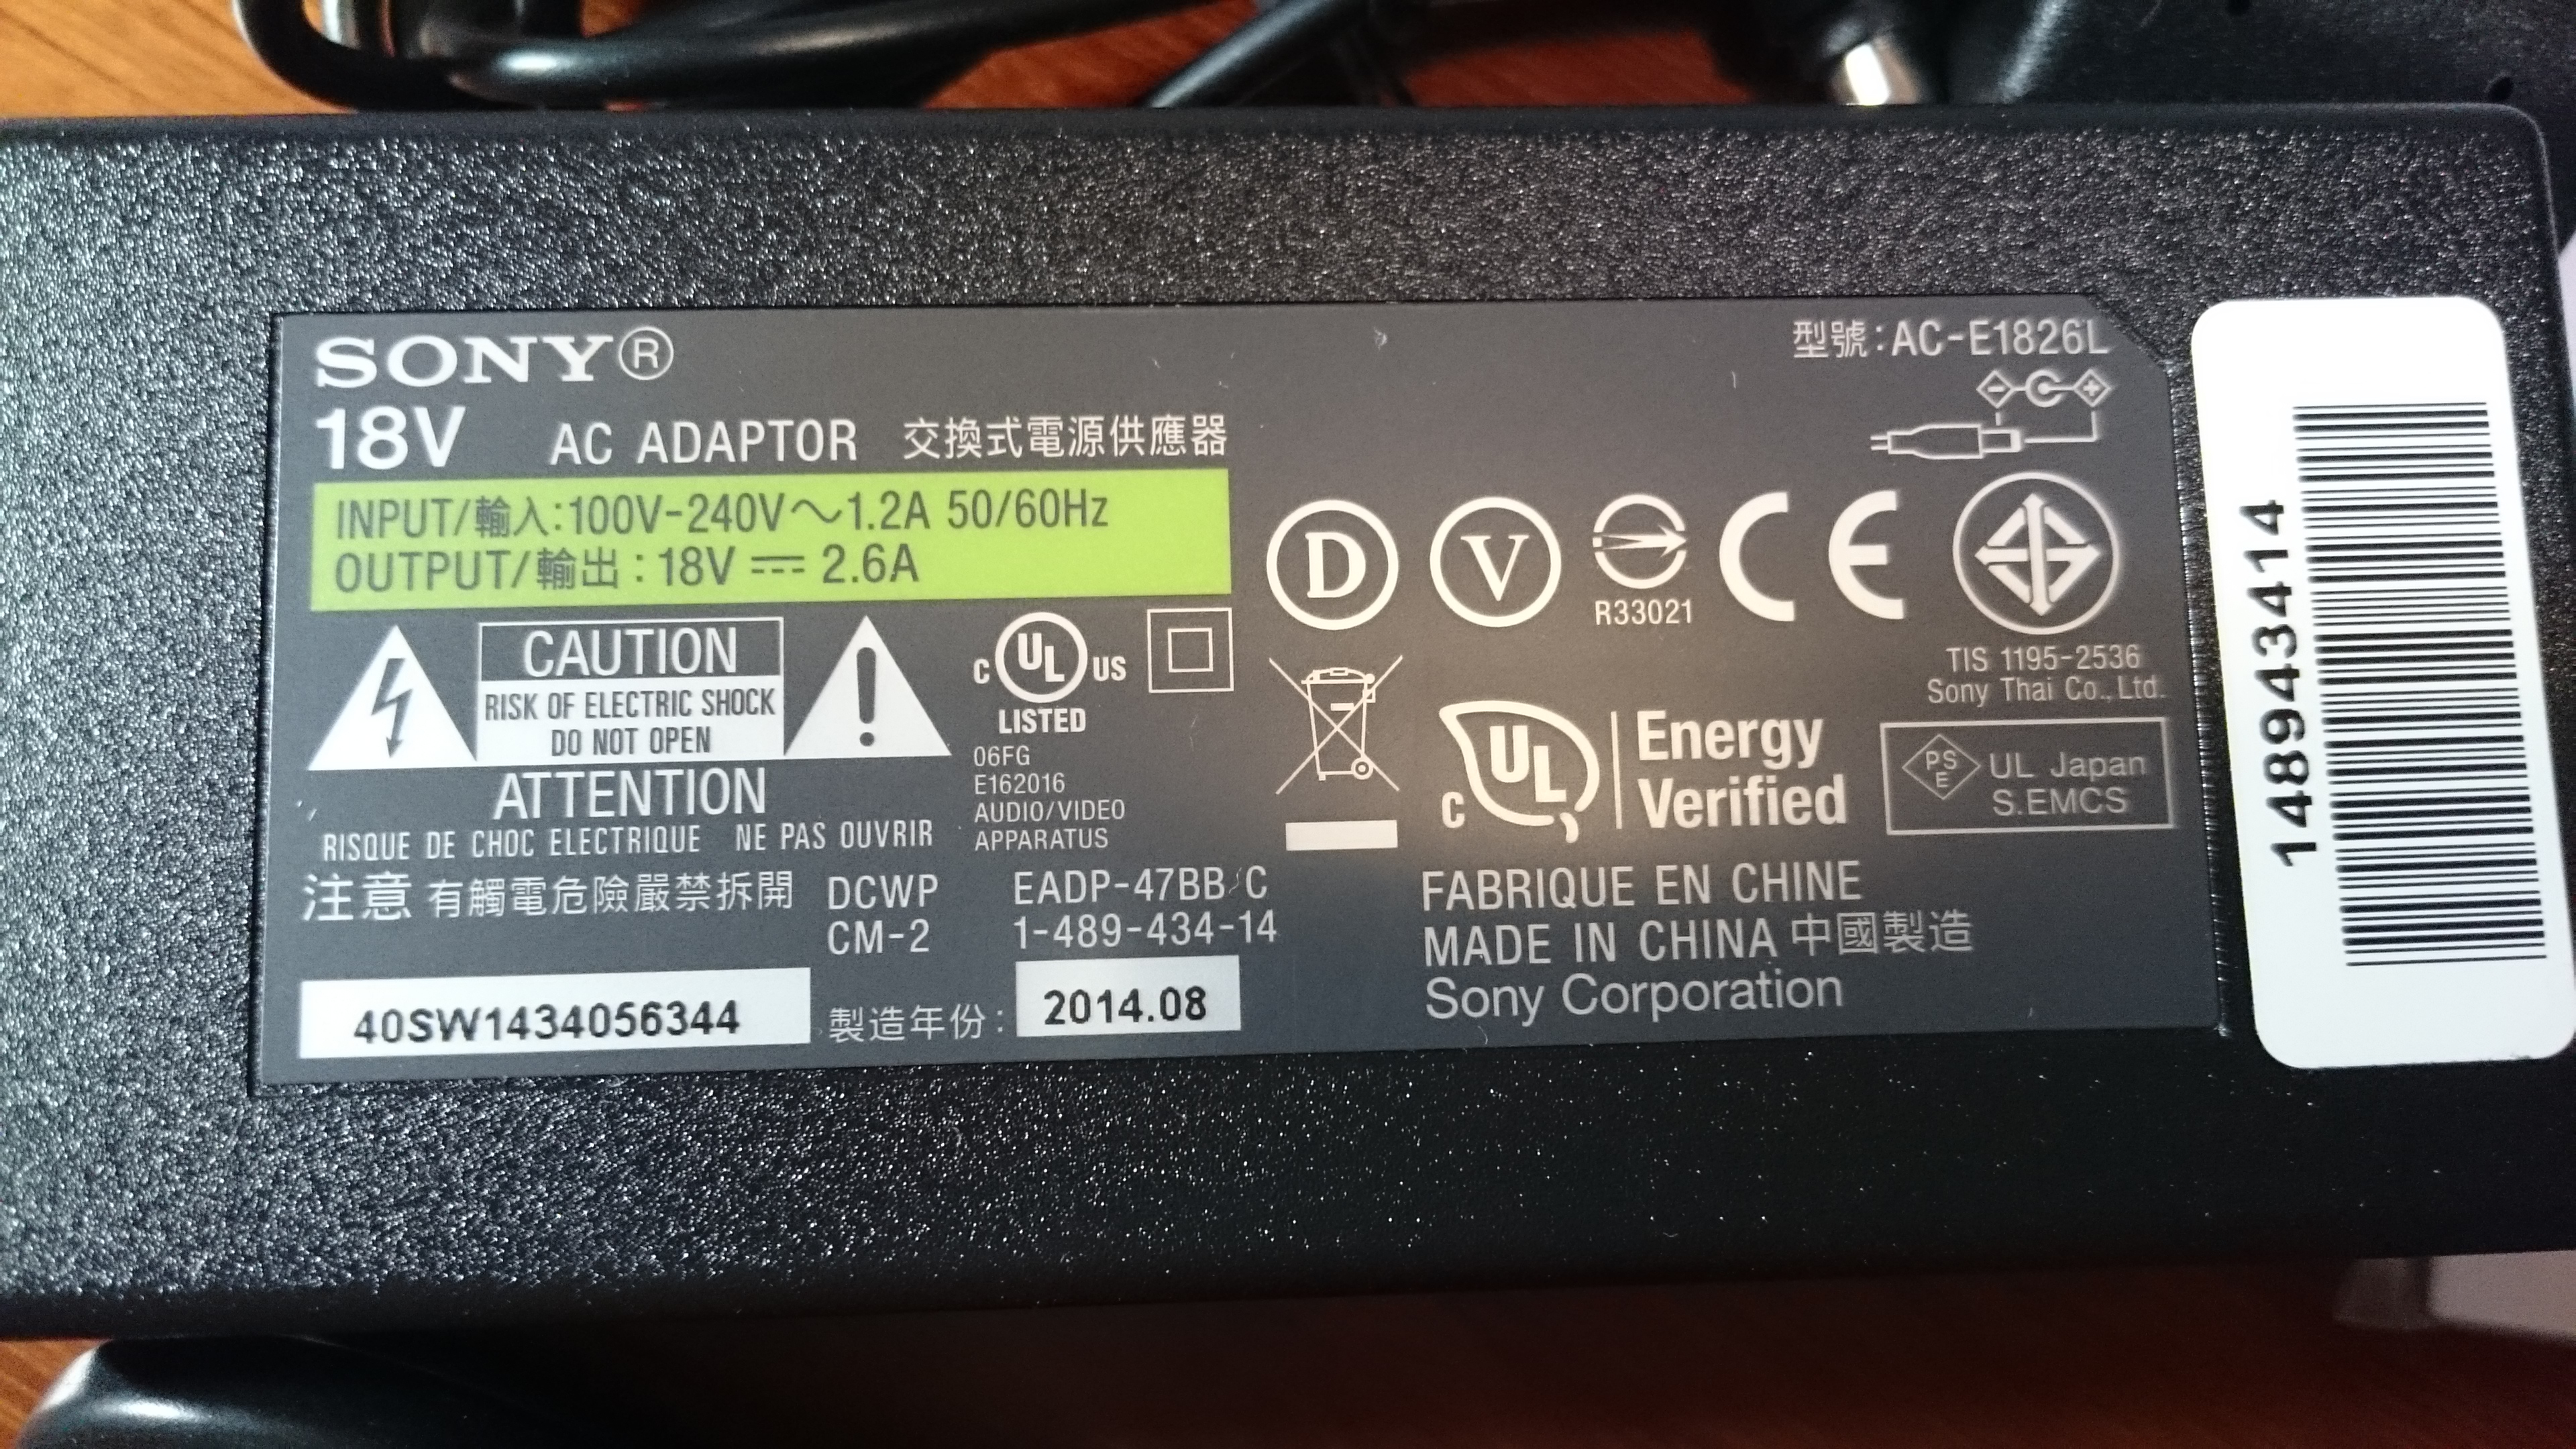 SONY®
型號:AC-E1826L
18V AC ADAPTOR 交換式電源供應器
INPUT/輸入:100V-240V～1.2A 50/60Hz
OUTPUT/輸出:18V ⎓ 2.6A
D V R33021 CE
TIS 1195-2536
Sony Thai Co.,Ltd.
CAUTION
RISK OF ELECTRIC SHOCK
DO NOT OPEN
ATTENTION
RISQUE DE CHOC ELECTRIQUE NE PAS OUVRIR
注意 有觸電危險嚴禁拆開
C UL US
LISTED
06FG
E162016
AUDIO/VIDEO
APPARATUS
C UL Energy
Verified
PSE UL Japan
S.EMCS
DCWP
CM-2
EADP-47BB C
1-489-434-14
FABRIQUE EN CHINE
MADE IN CHINA 中國製造
Sony Corporation
40SW1434056344
製造年份: 2014.08
148943414